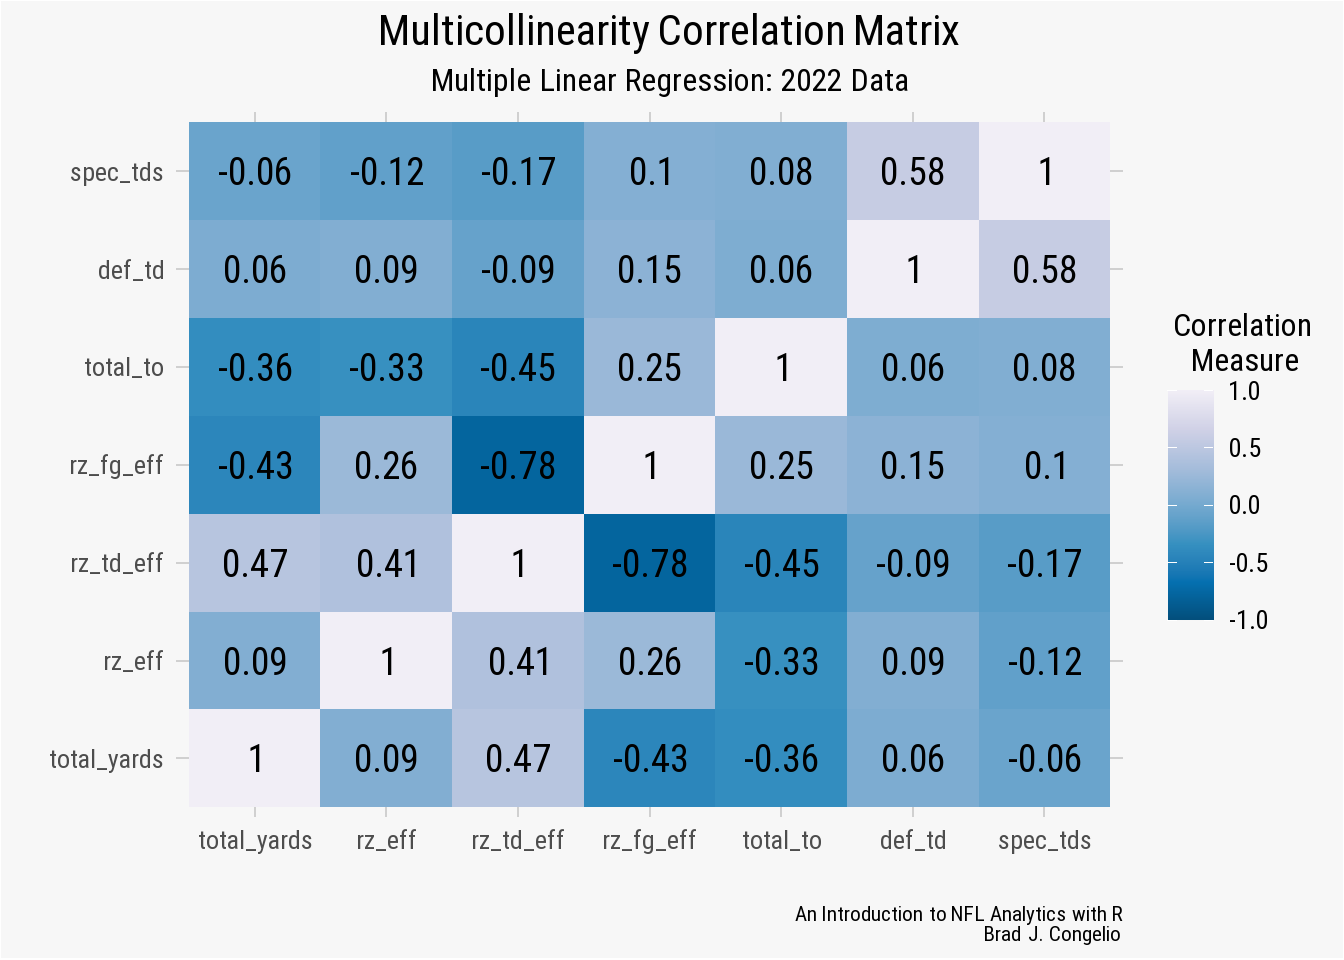 Multicollinearity Correlation Matrix
Multiple Linear Regression: 2022 Data
spec_tds -0.06 -0.12 -0.17 0.1 0.08 0.58 1
def_td 0.06 0.09 -0.09 0.15 0.06 1 0.58
total_to -0.36 -0.33 -0.45 0.25 1 0.06 0.08
rz_fg_eff -0.43 0.26 -0.78 1 0.25 0.15 0.1
rz_td_eff 0.47 0.41 1 -0.78 -0.45 -0.09 -0.17
rz_eff 0.09 1 0.41 0.26 -0.33 0.09 -0.12
total_yards 1 0.09 0.47 -0.43 -0.36 0.06 -0.06
total_yards rz_eff rz_td_eff rz_fg_eff total_to def_td spec_tds
Correlation
Measure
1.0
0.5
0.0
-0.5
-1.0
An Introduction to NFL Analytics with R
Brad J. Congelio